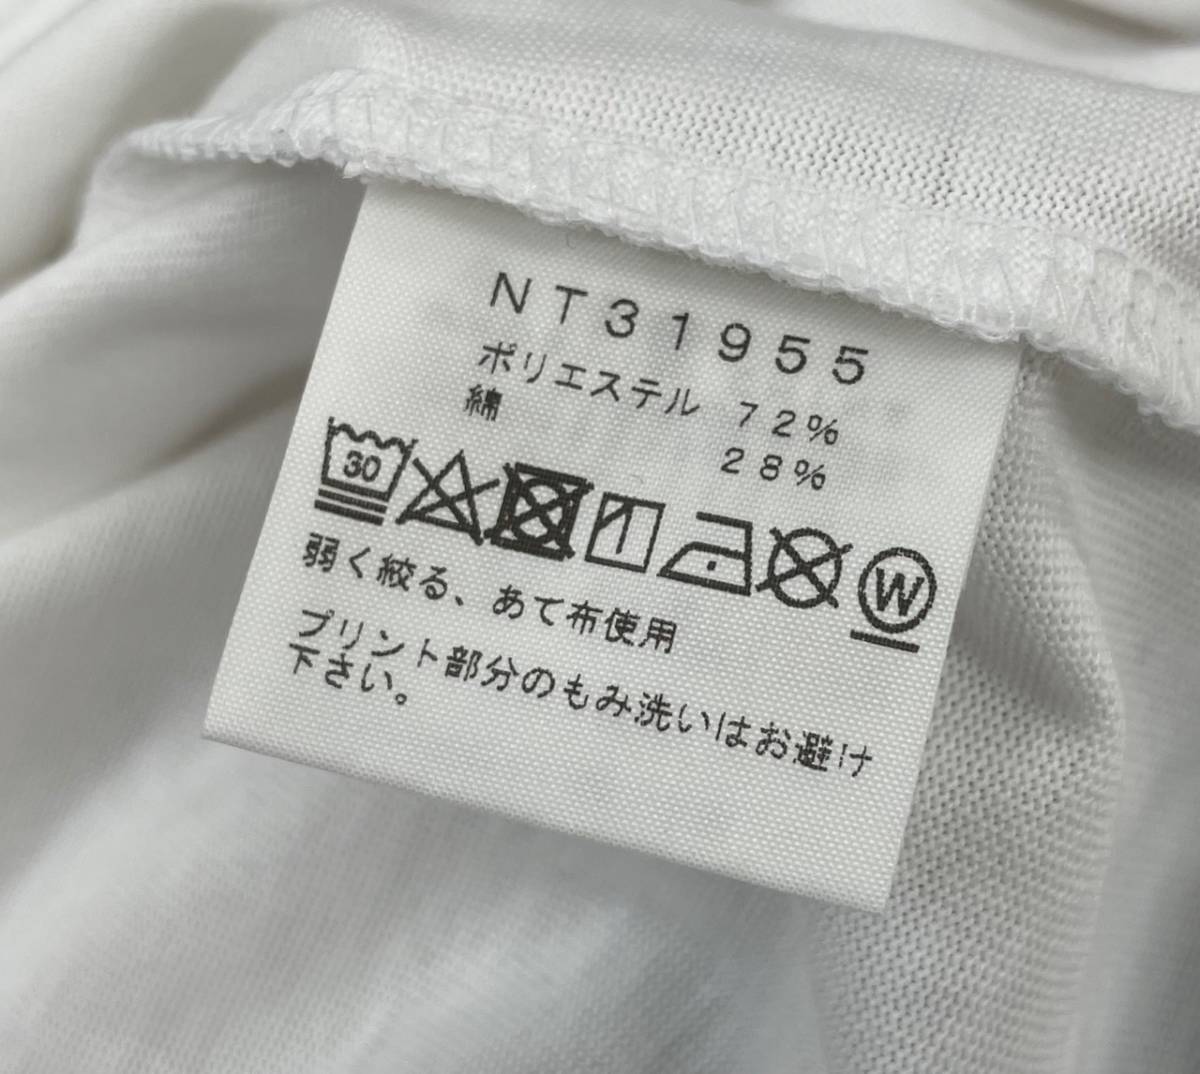 NT31955
ポリエステル 72%
綿 28%
30 W
弱く絞る、あて布使用
プリント部分のもみ洗いはお避け
下さい。